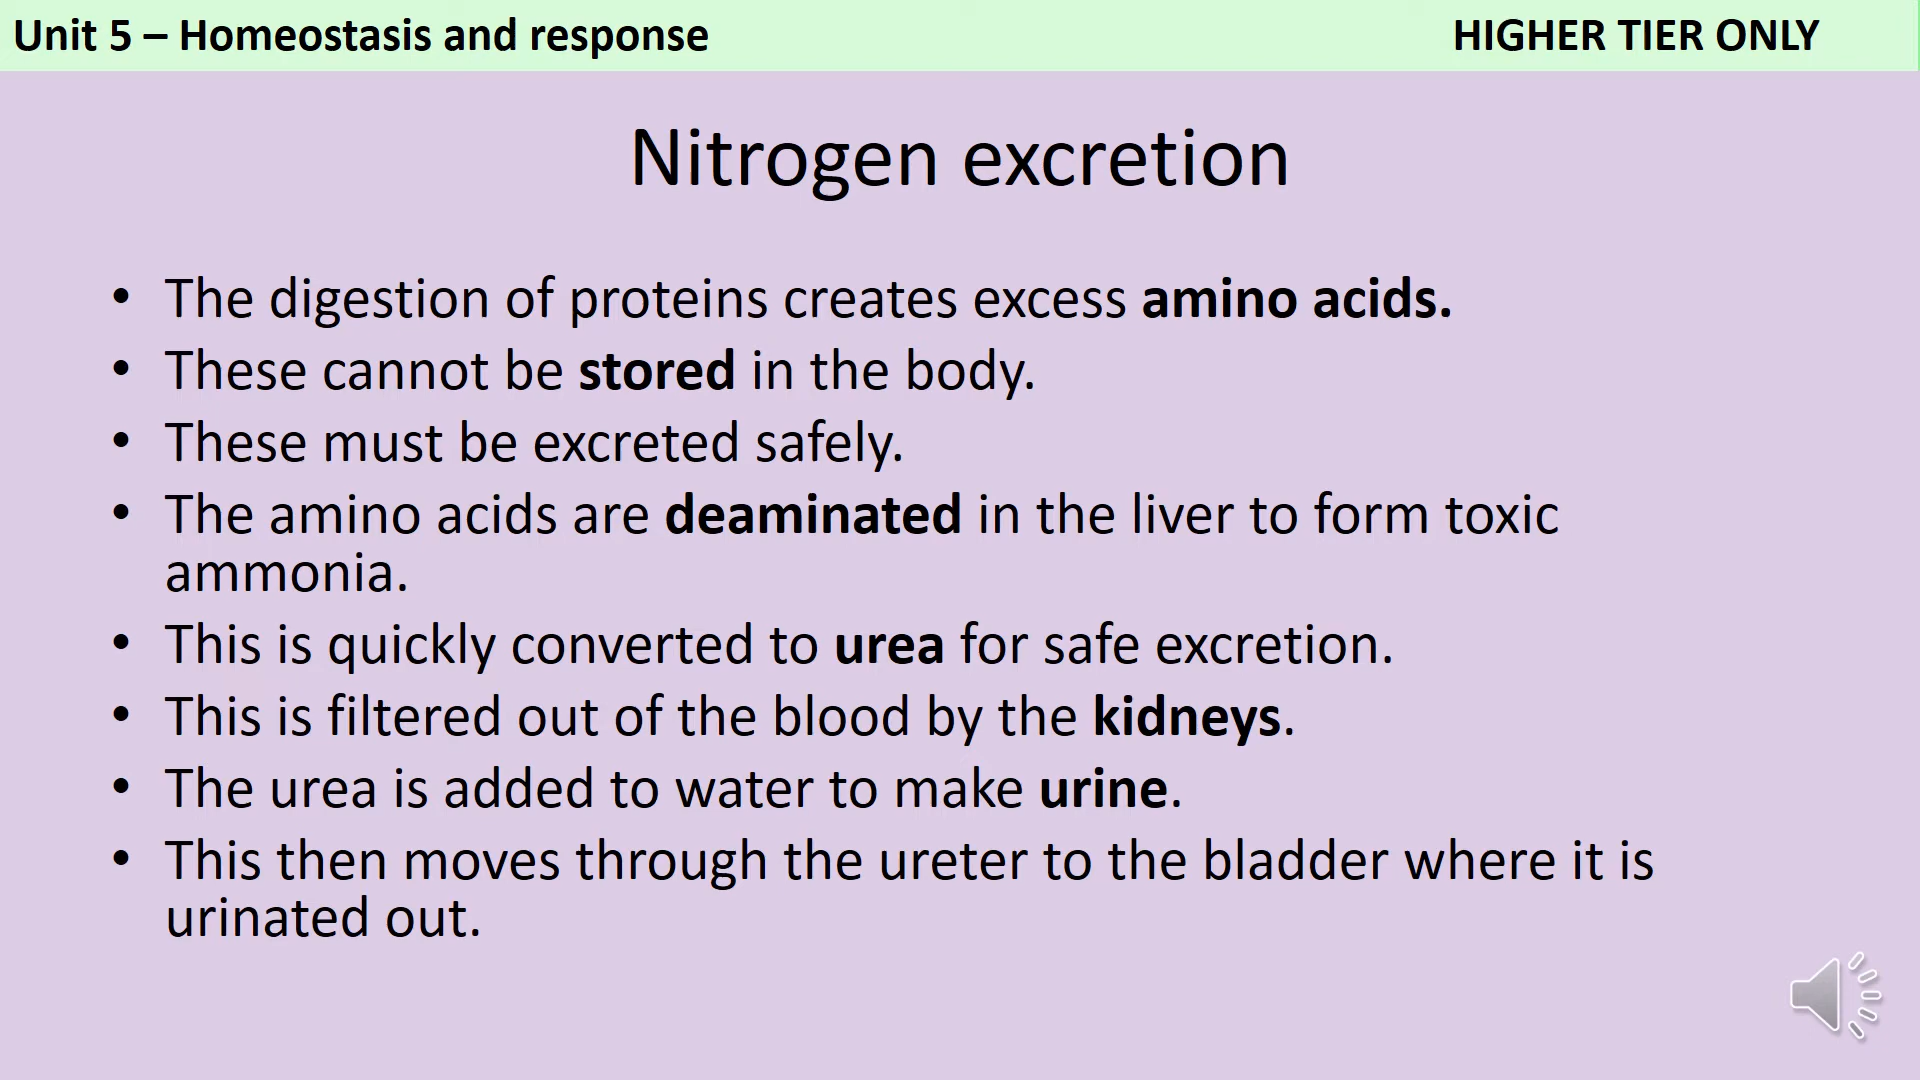 Unit 5 – Homeostasis and response
HIGHER TIER ONLY
Nitrogen excretion
• The digestion of proteins creates excess amino acids.
• These cannot be stored in the body.
• These must be excreted safely.
• The amino acids are deaminated in the liver to form toxic
ammonia.
• This is quickly converted to urea for safe excretion.
• This is filtered out of the blood by the kidneys.
• The urea is added to water to make urine.
• This then moves through the ureter to the bladder where it is
urinated out.